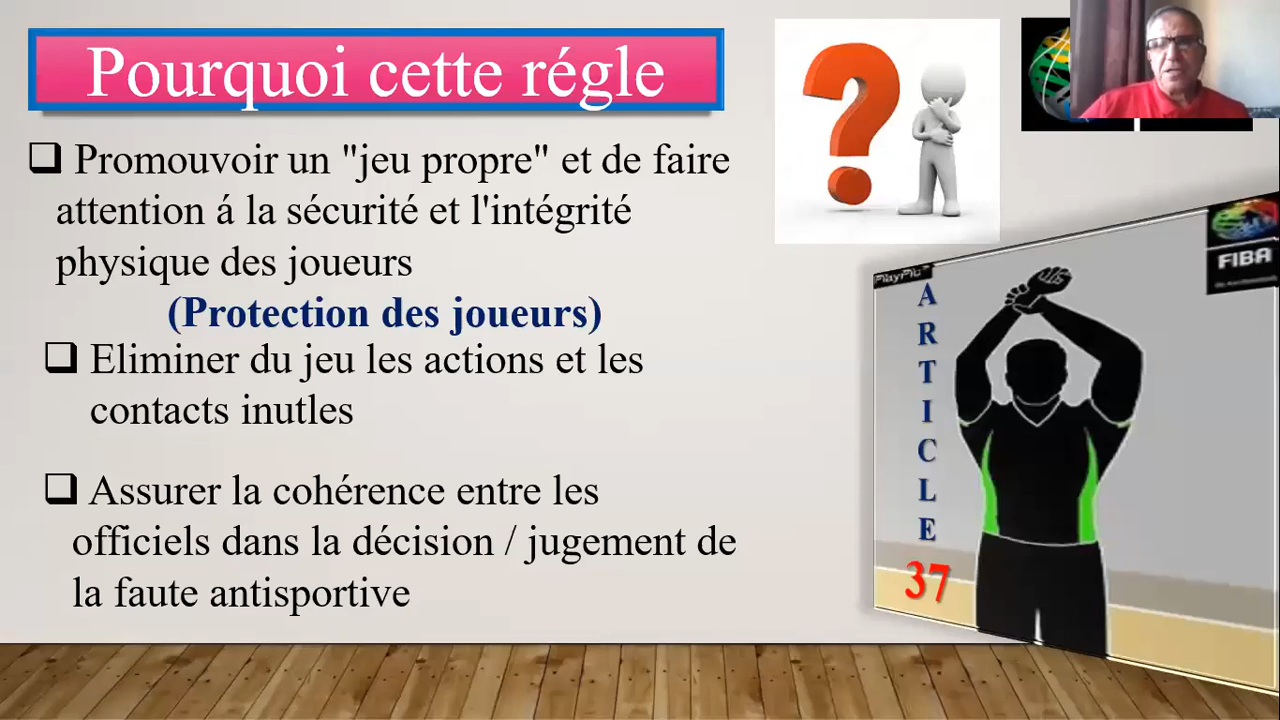 Pourquoi cette régle
❑ Promouvoir un "jeu propre" et de faire
attention á la sécurité et l'intégrité
physique des joueurs
(Protection des joueurs)
❑ Eliminer du jeu les actions et les
contacts inutles
❑ Assurer la cohérence entre les
officiels dans la décision / jugement de
la faute antisportive
PlayPic
FIBA
ARTICLE
37